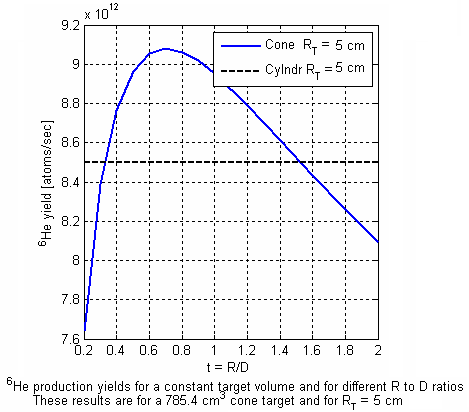 x 10^12
9.2
9
8.8
8.6
8.4
8.2
8
7.8
7.6
⁶He yield [atoms/sec]
Cone R_T = 5 cm
Cylndr R_T = 5 cm
0.2 0.4 0.6 0.8 1 1.2 1.4 1.6 1.8 2
t = R/D
⁶He production yields for a constant target volume and for different R to D ratios
These results are for a 785.4 cm³ cone target and for R_T = 5 cm